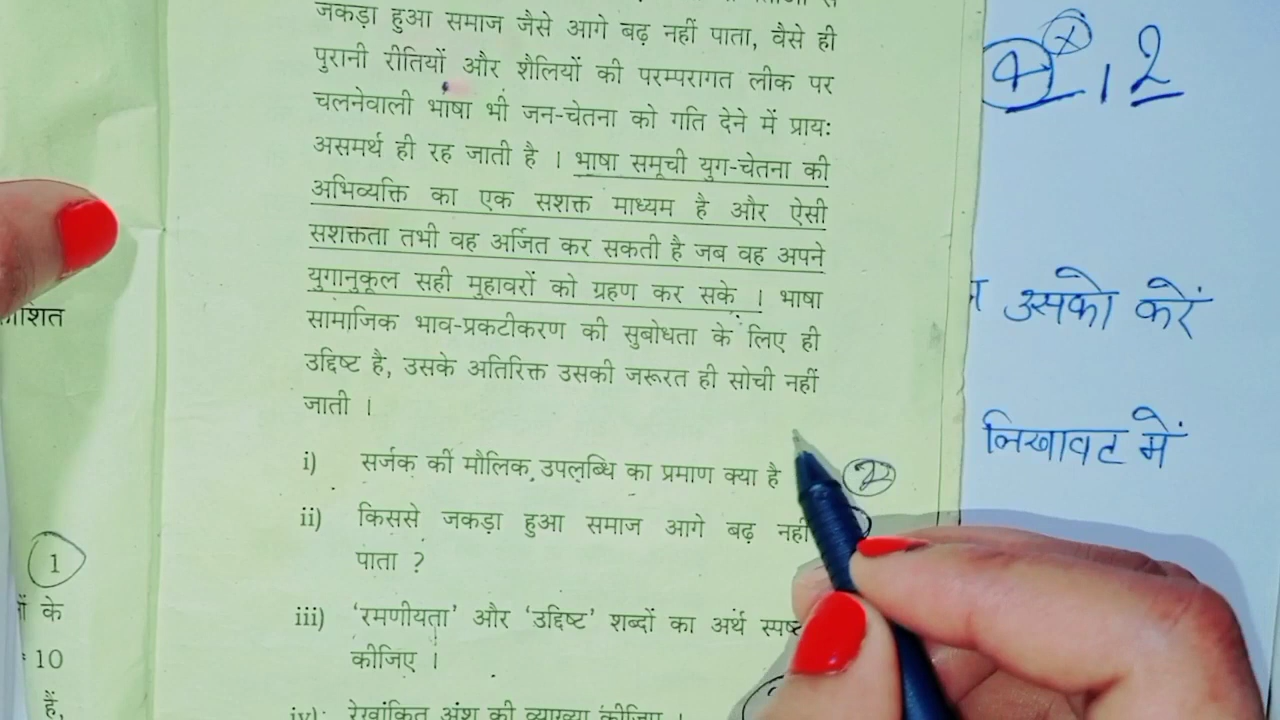 जकड़ा हुआ समाज जैसे आगे बढ़ नहीं पाता, वैसे ही
पुरानी रीतियों और शैलियों की परम्परागत लीक पर
चलनेवाली भाषा भी जन-चेतना को गति देने में प्रायः
असमर्थ ही रह जाती है । भाषा समूची युग-चेतना की
अभिव्यक्ति का एक सशक्त माध्यम है और ऐसी
सशक्तता तभी वह अर्जित कर सकती है जब वह अपने
युगानुकूल सही मुहावरों को ग्रहण कर सके । भाषा
सामाजिक भाव-प्रकटीकरण की सुबोधता के लिए ही
उद्दिष्ट है, उसके अतिरिक्त उसकी जरूरत ही सोची नहीं
जाती ।
i) सर्जक की मौलिक उपलब्धि का प्रमाण क्या है
ii) किससे जकड़ा हुआ समाज आगे बढ़ नहीं
पाता ?
iii) 'रमणीयता' और 'उद्दिष्ट' शब्दों का अर्थ स्पष्ट
कीजिए ।
iv) रेखांकित अंश की व्याख्या कीजिए ।
1
के
10
हैं,
2
उसको करें
लिखावट में